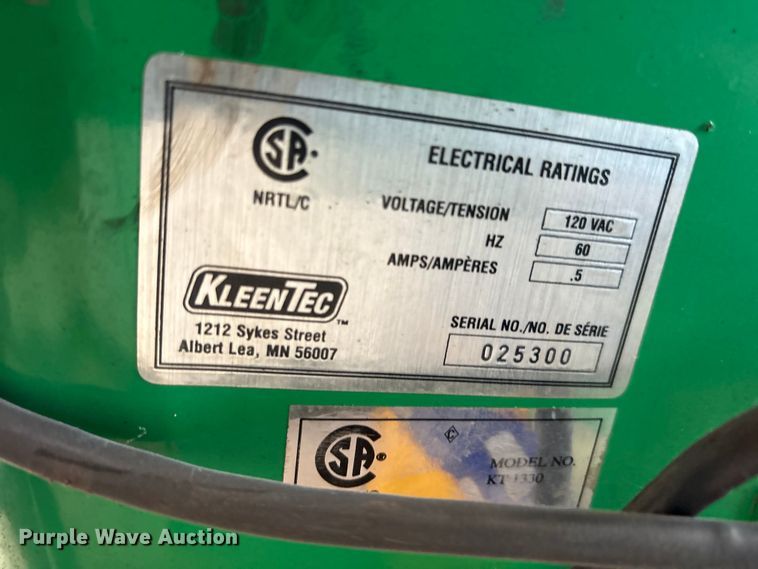 CSA
NRTL/C
ELECTRICAL RATINGS
VOLTAGE/TENSION 120 VAC
HZ 60
AMPS/AMPÈRES .5
KLEENTEC™
1212 Sykes Street
Albert Lea, MN 56007
SERIAL NO./NO. DE SÉRIE
025300
CSA®
MODEL NO.
Purple Wave Auction